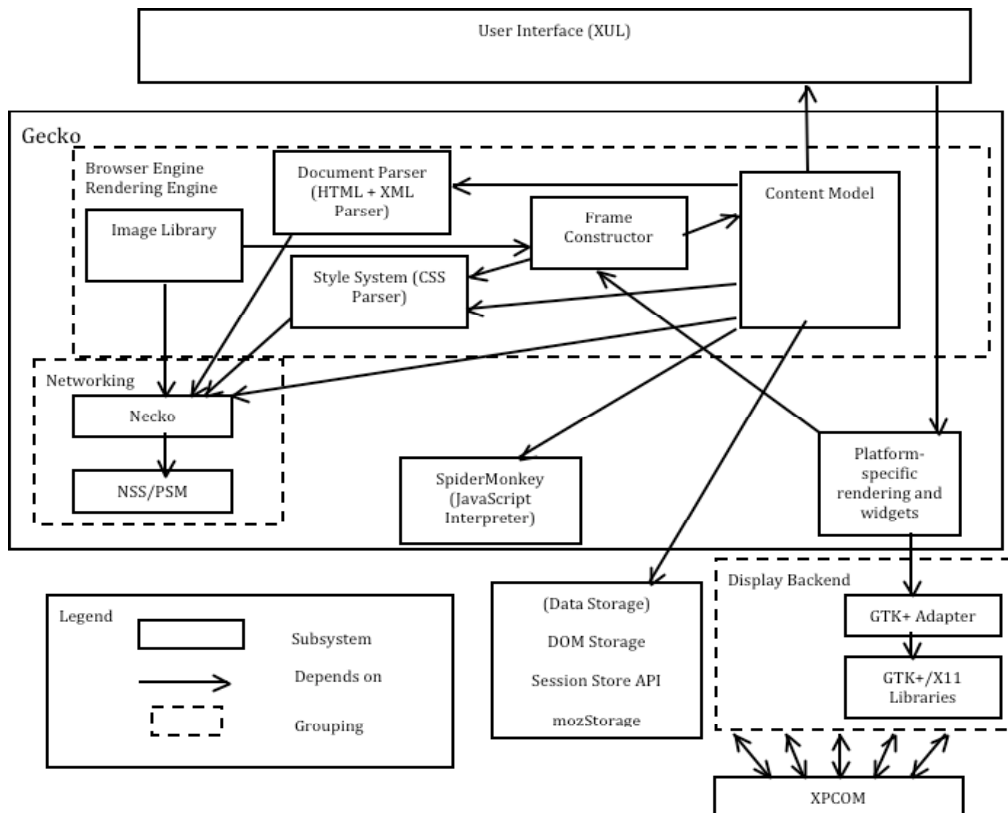 User Interface (XUL)
Gecko
Browser Engine
Rendering Engine
Document Parser
(HTML + XML
Parser)
Content Model
Image Library
Frame
Constructor
Style System (CSS
Parser)
Networking
Necko
NSS/PSM
SpiderMonkey
(JavaScript
Interpreter)
Platform-
specific
rendering and
widgets
Display Backend
GTK+ Adapter
GTK+/X11
Libraries
(Data Storage)
DOM Storage
Session Store API
mozStorage
Legend
Subsystem
Depends on
Grouping
XPCOM